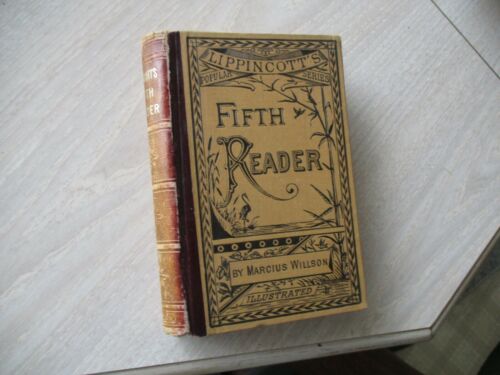 LIPPINCOTT'S
POPULAR SERIES
FIFTH
READER
BY MARCIUS WILLSON
ILLUSTRATED